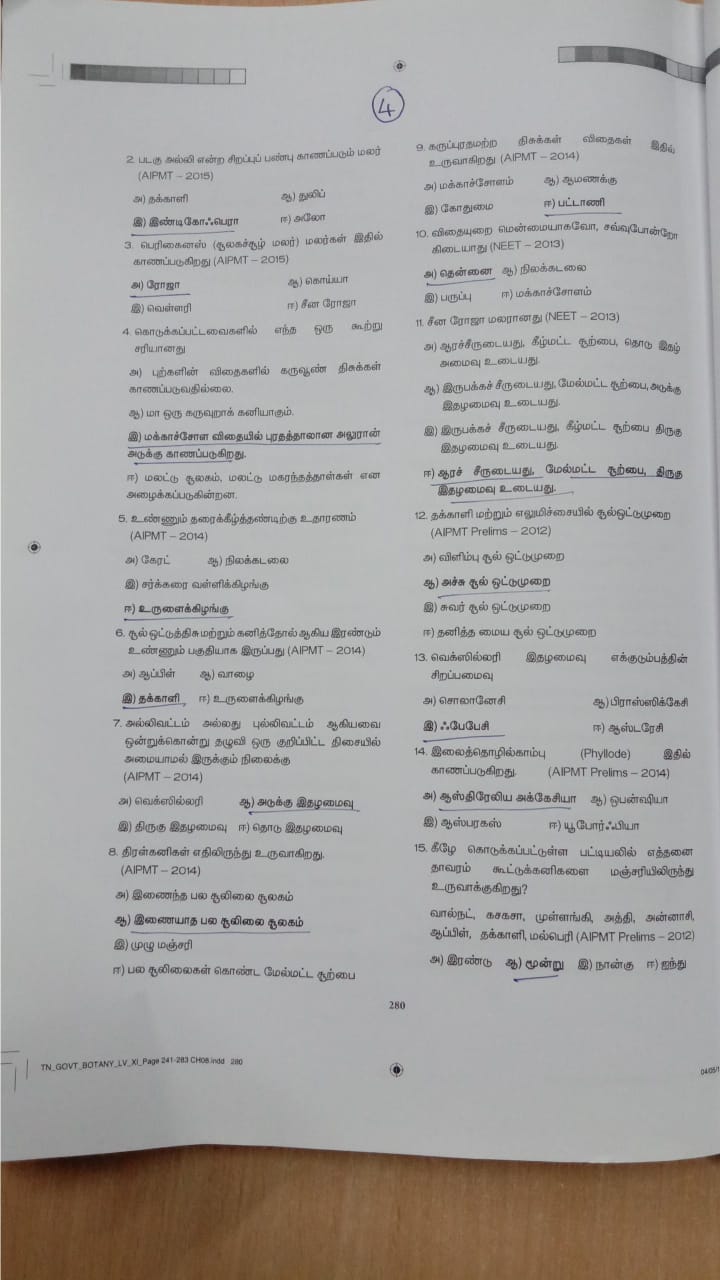 4
2. படகு அல்லி என்ற சிறப்புப் பண்பு காணப்படும் மலர்
(AIPMT – 2015)
அ) தக்காளி ஆ) துலிப்
இ) இண்டிகோஃபெரா ஈ) அலோ
3. பெரிகைனஸ் (சூலகச்சூழ் மலர்) மலர்கள் இதில்
காணப்படுகிறது (AIPMT – 2015)
அ) ரோஜா ஆ) கொய்யா
இ) வெள்ளரி ஈ) சீன ரோஜா
4. கொடுக்கப்பட்டவைகளில் எந்த ஒரு கூற்று
சரியானது
அ) புற்களின் விதைகளில் கருவூண் திசுக்கள்
காணப்படுவதில்லை.
ஆ) மா ஒரு கருவுறாக் கனியாகும்.
இ) மக்காச்சோள விதையில் புரதத்தாலான அலுரான்
அடுக்கு காணப்படுகிறது.
ஈ) மலட்டு சூலகம், மலட்டு மகரந்தத்தாள்கள் என
அழைக்கப்படுகின்றன.
5. உண்ணும் தரைக்கீழ்த்தண்டிற்கு உதாரணம்
(AIPMT – 2014)
அ) கேரட் ஆ) நிலக்கடலை
இ) சர்க்கரை வள்ளிக்கிழங்கு
ஈ) உருளைக்கிழங்கு
6. சூல் ஒட்டுத்திசு மற்றும் கனித்தோல் ஆகிய இரண்டும்
உண்ணும் பகுதியாக இருப்பது (AIPMT – 2014)
அ) ஆப்பிள் ஆ) வாழை
இ) தக்காளி ஈ) உருளைக்கிழங்கு
7. அல்லிவட்டம் அல்லது புல்லிவட்டம் ஆகியவை
ஒன்றுக்கொன்று தழுவி ஒரு குறிப்பிட்ட திசையில்
அமையாமல் இருக்கும் நிலைக்கு
(AIPMT – 2014)
அ) வெக்ஸில்லரி ஆ) அடுக்கு இதழமைவு
இ) திருகு இதழமைவு ஈ) தொடு இதழமைவு
8. திரள்கனிகள் எதிலிருந்து உருவாகிறது.
(AIPMT – 2014)
அ) இணைந்த பல சூலிலை சூலகம்
ஆ) இணையாத பல சூலிலை சூலகம்
இ) முழு மஞ்சரி
ஈ) பல சூலிலைகள் கொண்ட மேல்மட்ட சூற்பை
9. கருப்புரதமற்ற திசுக்கள் விதைகள் இதில்
உருவாகிறது (AIPMT – 2014)
அ) மக்காச்சோளம் ஆ) ஆமணக்கு
இ) கோதுமை ஈ) பட்டாணி
10. விதையுறை மென்மையாகவோ, சவ்வுபோன்றோ
கிடையாது (NEET – 2013)
அ) தென்னை ஆ) நிலக்கடலை
இ) பருப்பு ஈ) மக்காச்சோளம்
11. சீன ரோஜா மலரானது (NEET – 2013)
அ) ஆரச்சீருடையது, கீழ்மட்ட சூற்பை, தொடு இதழ்
அமைவு உடையது.
ஆ) இருபக்கச் சீருடையது, மேல்மட்ட சூற்பை, அடுக்கு
இதழமைவு உடையது.
இ) இருபக்கச் சீருடையது, கீழ்மட்ட சூற்பை திருகு
இதழமைவு உடையது.
ஈ) ஆரச் சீருடையது, மேல்மட்ட சூற்பை, திருகு
இதழமைவு உடையது.
12. தக்காளி மற்றும் எலுமிச்சையில் சூல்ஒட்டுமுறை
(AIPMT Prelims – 2012)
அ) விளிம்பு சூல் ஒட்டுமுறை
ஆ) அச்சு சூல் ஒட்டுமுறை
இ) சுவர் சூல் ஒட்டுமுறை
ஈ) தனித்த மைய சூல் ஒட்டுமுறை
13. வெக்ஸில்லரி இதழமைவு எக்குடும்பத்தின்
சிறப்பமைவு
அ) சொலானேசி ஆ) பிராஸ்ஸிக்கேசி
இ) ஃபேபேசி ஈ) ஆஸ்டரேசி
14. இலைத்தொழில்காம்பு (Phyllode) இதில்
காணப்படுகிறது. (AIPMT Prelims – 2014)
அ) ஆஸ்திரேலிய அக்கேசியா ஆ) ஓபன்ஷியா
இ) ஆஸ்பரகஸ் ஈ) யூபோர்ஃபியா
15. கீழே கொடுக்கப்பட்டுள்ள பட்டியலில் எத்தனை
தாவரம் கூட்டுக்கனிகளை மஞ்சரியிலிருந்து
உருவாக்குகிறது?
வால்நட், கசகசா, முள்ளங்கி, அத்தி, அன்னாசி,
ஆப்பிள், தக்காளி, மல்பெரி (AIPMT Prelims – 2012)
அ) இரண்டு ஆ) மூன்று இ) நான்கு ஈ) ஐந்து
280
TN_GOVT_BOTANY_LV_XI_Page 241-283 CH08.indd 280
04/05/1